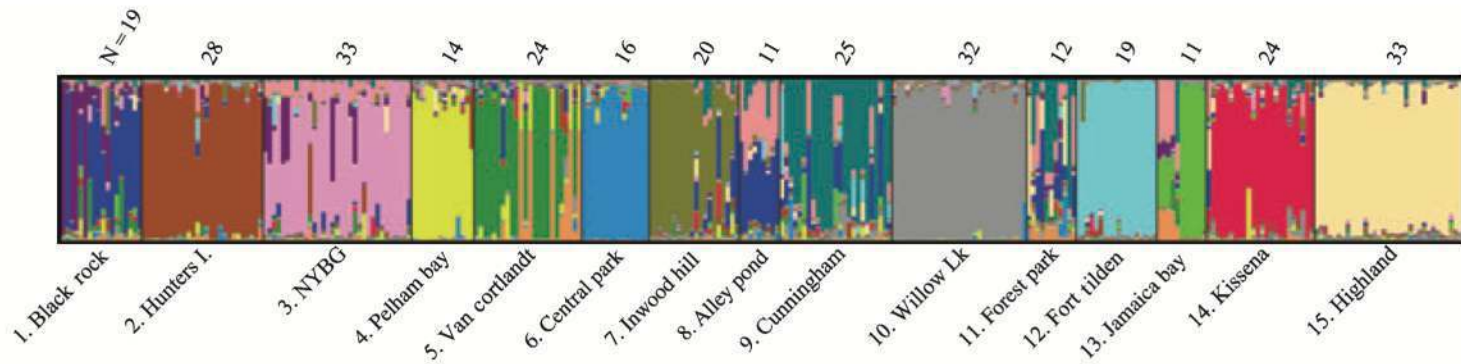 N = 19
28
33
14
24
16
20
11
25
32
12
19
11
24
33
1. Black rock
2. Hunters I.
3. NYBG
4. Pelham bay
5. Van cortlandt
6. Central park
7. Inwood hill
8. Alley pond
9. Cunningham
10. Willow Lk
11. Forest park
12. Fort tilden
13. Jamaica bay
14. Kissena
15. Highland